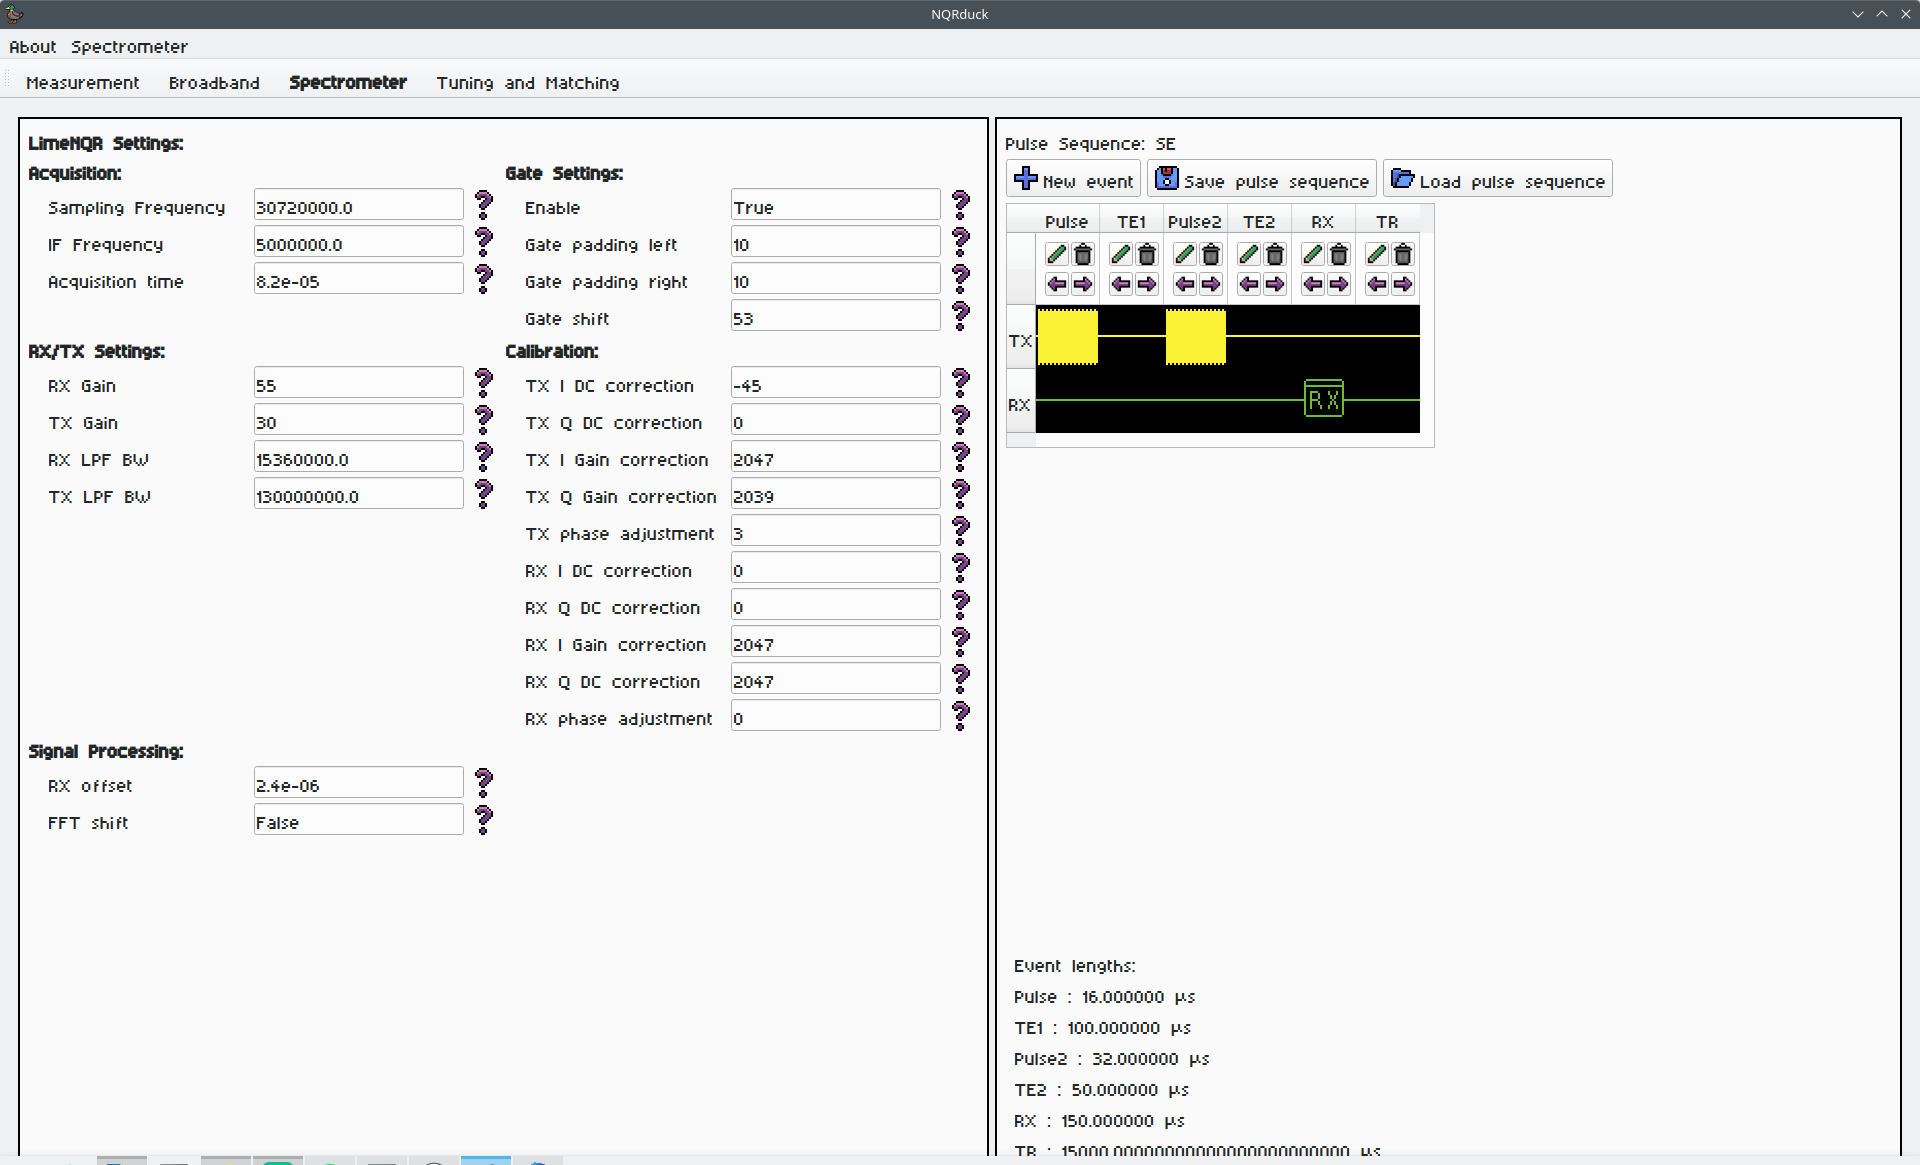 NQRduck
About Spectrometer
Measurement Broadband Spectrometer Tuning and Matching
LimeNQR Settings:
Acquisition:
Sampling Frequency 30720000.0
IF Frequency 5000000.0
Acquisition time 8.2e-05
RX/TX Settings:
RX Gain 55
TX Gain 30
RX LPF BW 15360000.0
TX LPF BW 130000000.0
Gate Settings:
Enable True
Gate padding left 10
Gate padding right 10
Gate shift 53
Calibration:
TX I DC correction -45
TX Q DC correction 0
TX I Gain correction 2047
TX Q Gain correction 2039
TX phase adjustment 3
RX I DC correction 0
RX Q DC correction 0
RX I Gain correction 2047
RX Q DC correction 2047
RX phase adjustment 0
Signal Processing:
RX offset 2.4e-06
FFT shift False
Pulse Sequence: SE
New event Save pulse sequence Load pulse sequence
Pulse TE1 Pulse2 TE2 RX TR
TX
RX RX
Event lengths:
Pulse : 16.000000 µs
TE1 : 100.000000 µs
Pulse2 : 32.000000 µs
TE2 : 50.000000 µs
RX : 150.000000 µs